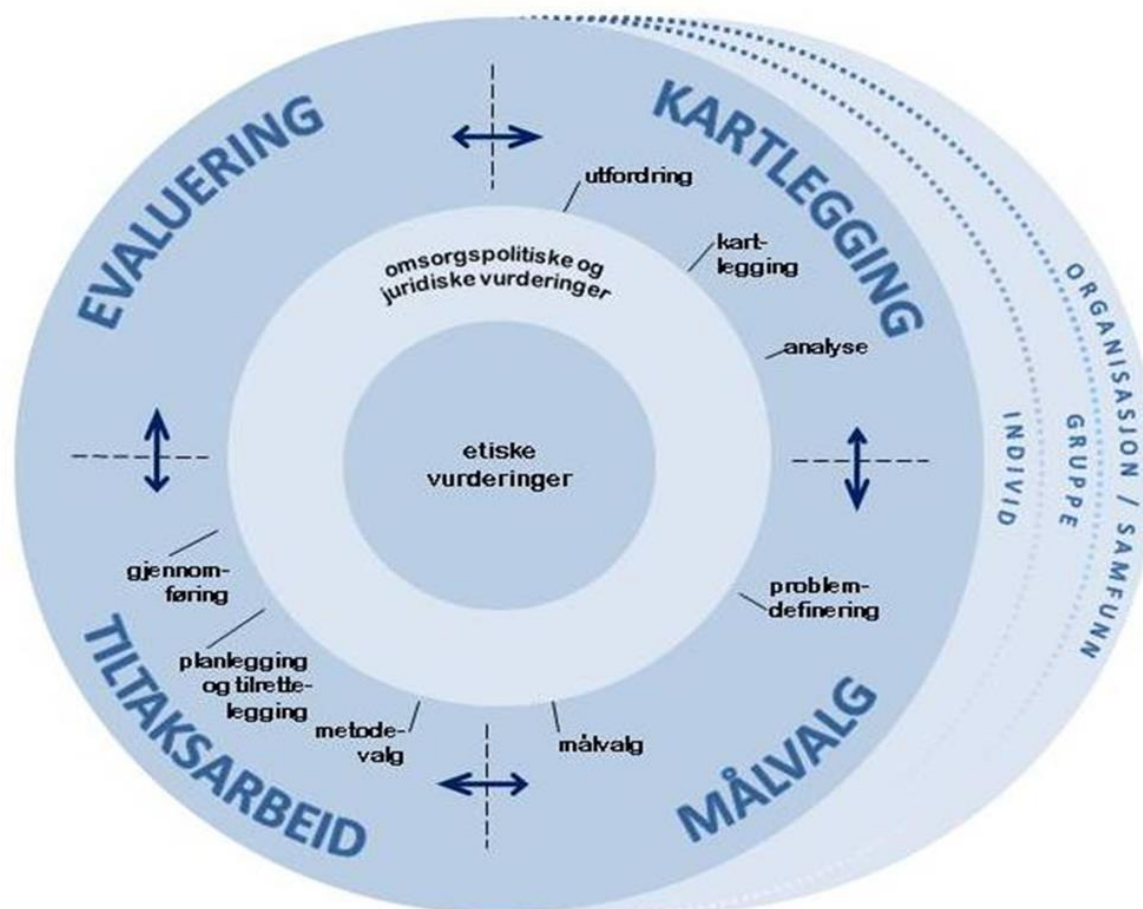 EVALUERING
KARTLEGGING
utfordring
kart-
legging
analyse
omsorgspolitiske og
juridiske vurderinger
etiske
vurderinger
INDIVID
GRUPPE
ORGANISASJON / SAMFUNN
gjennom-
føring
planlegging
og tilrette-
legging
metode-
valg
målvalg
problem-
definering
TILTAKSARBEID
MÅLVALG